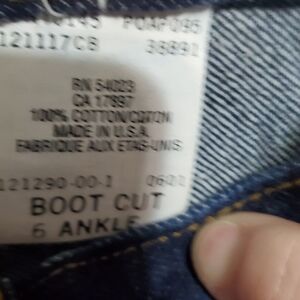 121117CB 38891
RN 54023
CA 17897
100% COTTON/COTON
MADE IN U.S.A.
FABRIQUE AUX ETAS-UNIS
121290-00-1
BOOT CUT
6 ANKLE